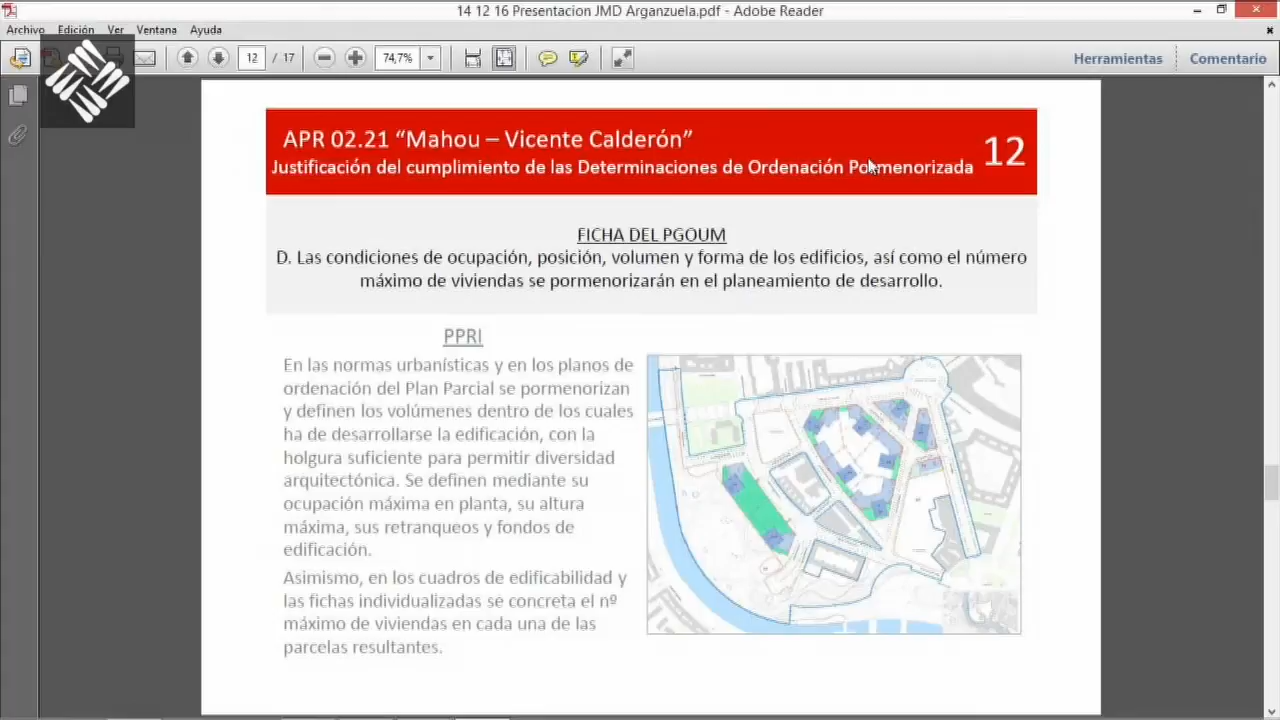 14 12 16 Presentacion JMD Arganzuela.pdf - Adobe Reader
Archivo Edición Ver Ventana Ayuda
12 / 17 74,7% Herramientas Comentario
APR 02.21 “Mahou – Vicente Calderón”
12
Justificación del cumplimiento de las Determinaciones de Ordenación Pormenorizada
FICHA DEL PGOUM
D. Las condiciones de ocupación, posición, volumen y forma de los edificios, así como el número
máximo de viviendas se pormenorizarán en el planeamiento de desarrollo.
PPRI
En las normas urbanísticas y en los planos de
ordenación del Plan Parcial se pormenorizan
y definen los volúmenes dentro de los cuales
ha de desarrollarse la edificación, con la
holgura suficiente para permitir diversidad
arquitectónica. Se definen mediante su
ocupación máxima en planta, su altura
máxima, sus retranqueos y fondos de
edificación.
Asimismo, en los cuadros de edificabilidad y
las fichas individualizadas se concreta el nº
máximo de viviendas en cada una de las
parcelas resultantes.